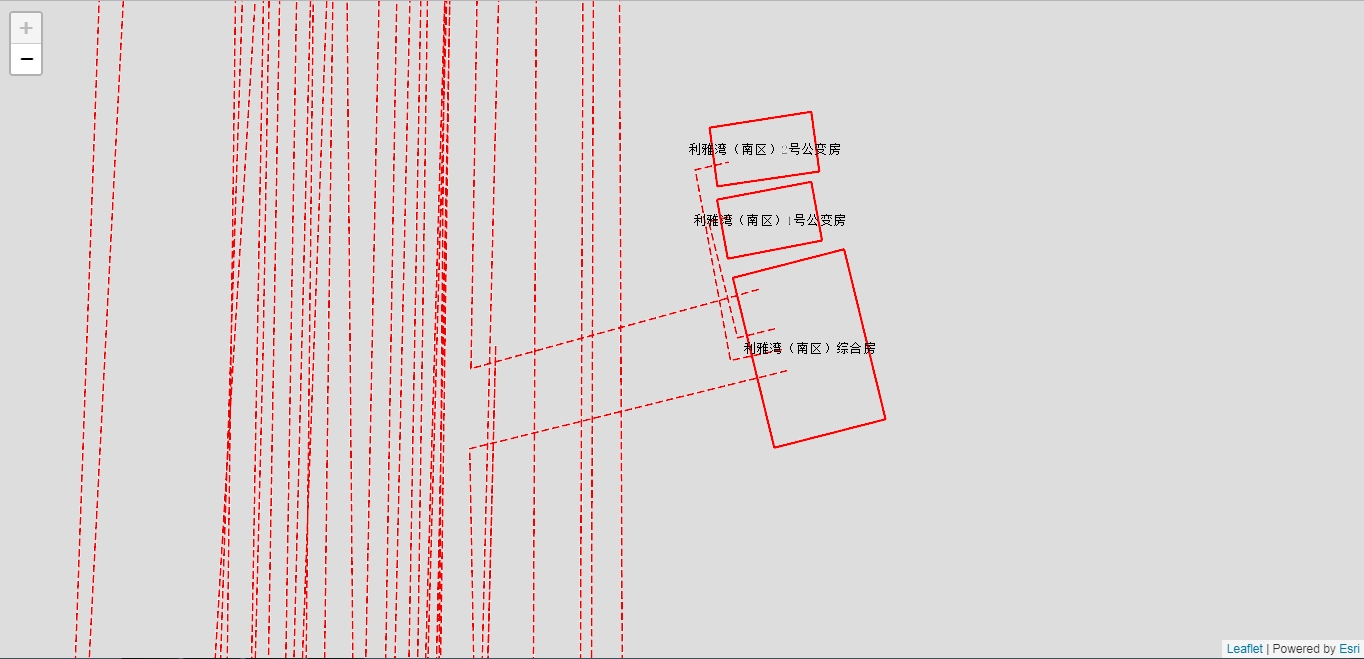 +
−
利雅湾（南区）2号公变房
利雅湾（南区）1号公变房
利雅湾（南区）综合房
Leaflet | Powered by Esri